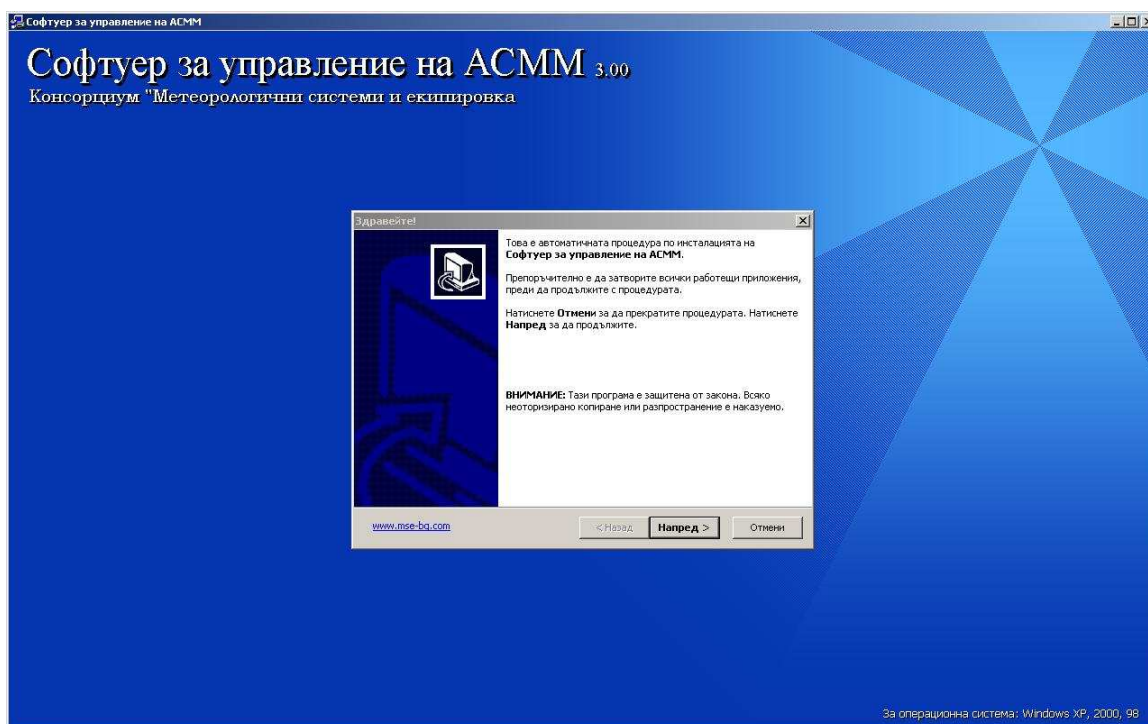 Софтуер за управление на АСММ
Софтуер за управление на АСММ 3.00
Консорциум "Метеорологични системи и екипировка
Здравейте!
Това е автоматичната процедура по инсталацията на
Софтуер за управление на АСММ.
Препоръчително е да затворите всички работещи приложения,
преди да продължите с процедурата.
Натиснете Отмени за да прекратите процедурата. Натиснете
Напред за да продължите.
ВНИМАНИЕ: Тази програма е защитена от закона. Всяко
неоторизирано копиране или разпространение е наказуемо.
www.mse-bg.com
< Назад
Напред >
Отмени
За операционна система: Windows XP, 2000, 98